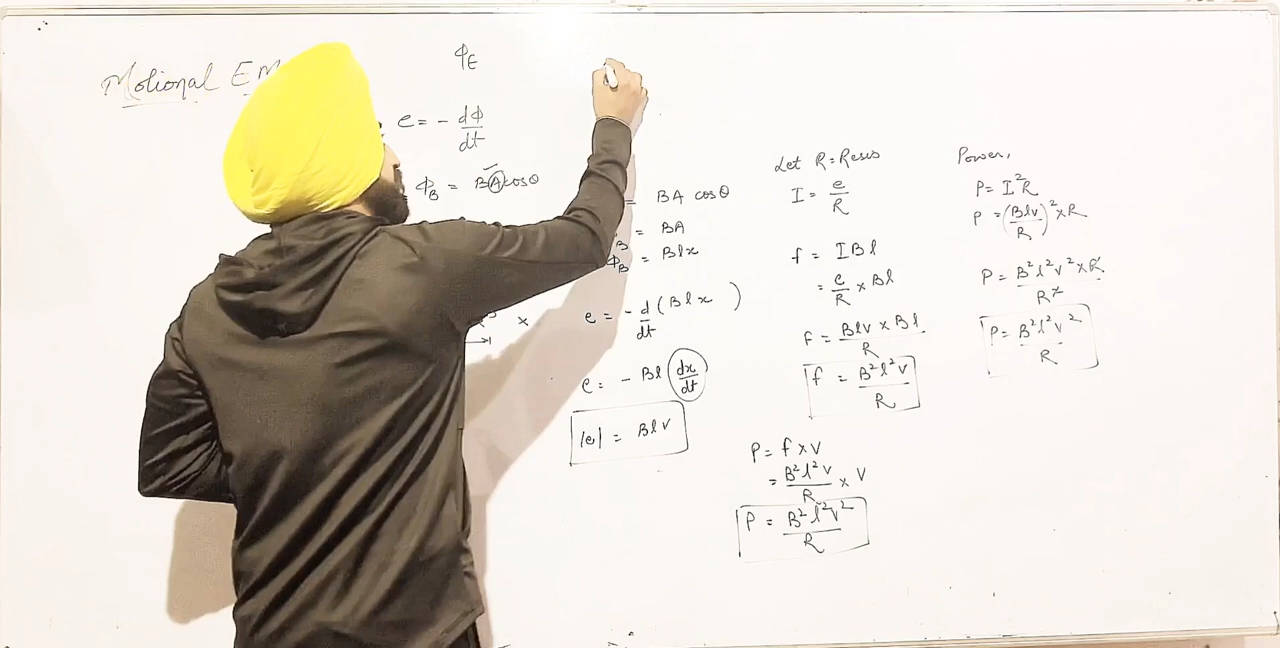 Motional EM
ϕE
e = - dϕ/dt
ϕB = BA cosθ
x
= BA cosθ
B = BA
ϕB = Blx
e = - d/dt (Blx)
e = - Bl (dx/dt)
|e| = Blv
Let R = Resis
I = e/R
f = IBl
= e/R × Bl
F = Blv × Bl/R
f = B²l²v/R
P = f × V
= B²l²v/R × V
P = B²l²v²/R
Power,
P = I²R
P = (Blv/R)² × R
P = B²l²v² × R/R²
P = B²l²v²/R